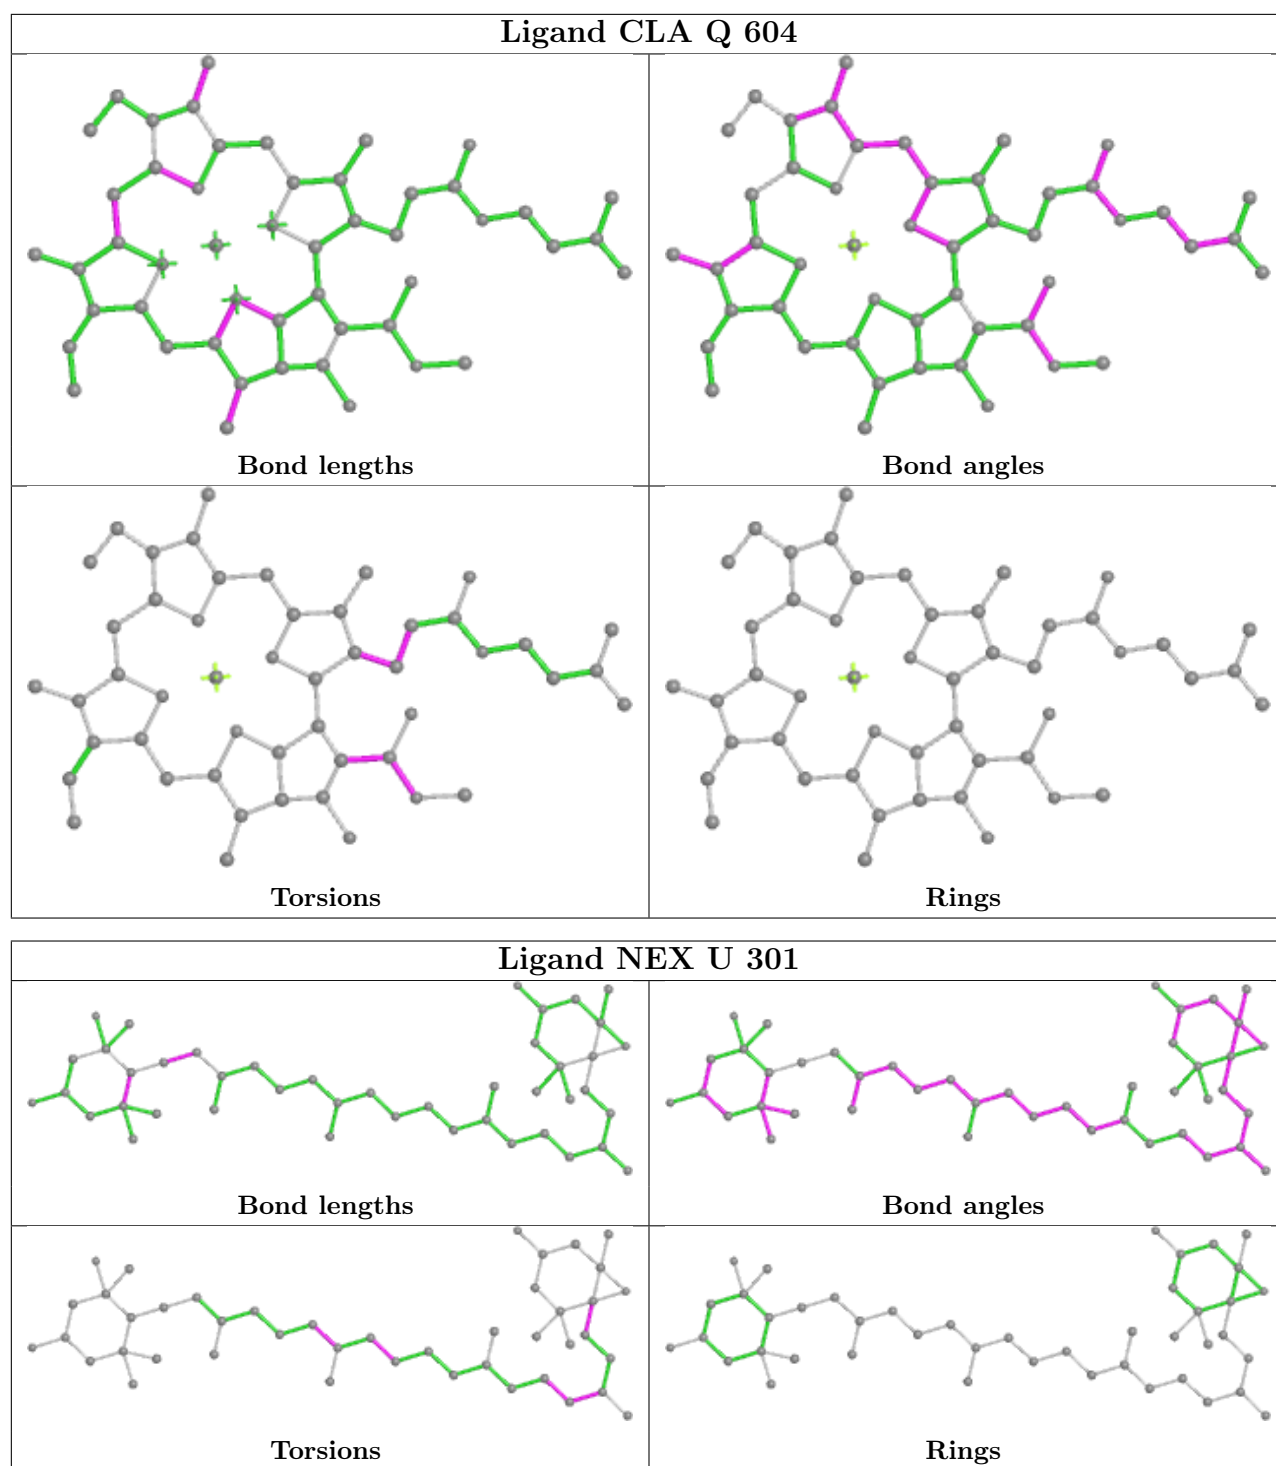 Ligand CLA Q 604
Bond lengths
Bond angles
Torsions
Rings
Ligand NEX U 301
Bond lengths
Bond angles
Torsions
Rings